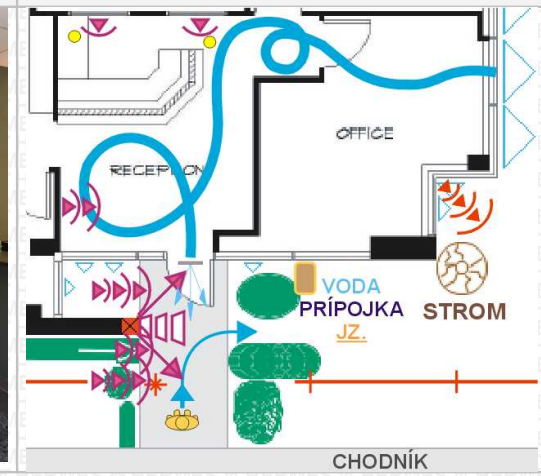 OFFICE
RECEPTION
VODA
PRÍPOJKA
STROM
JZ.
CHODNÍK